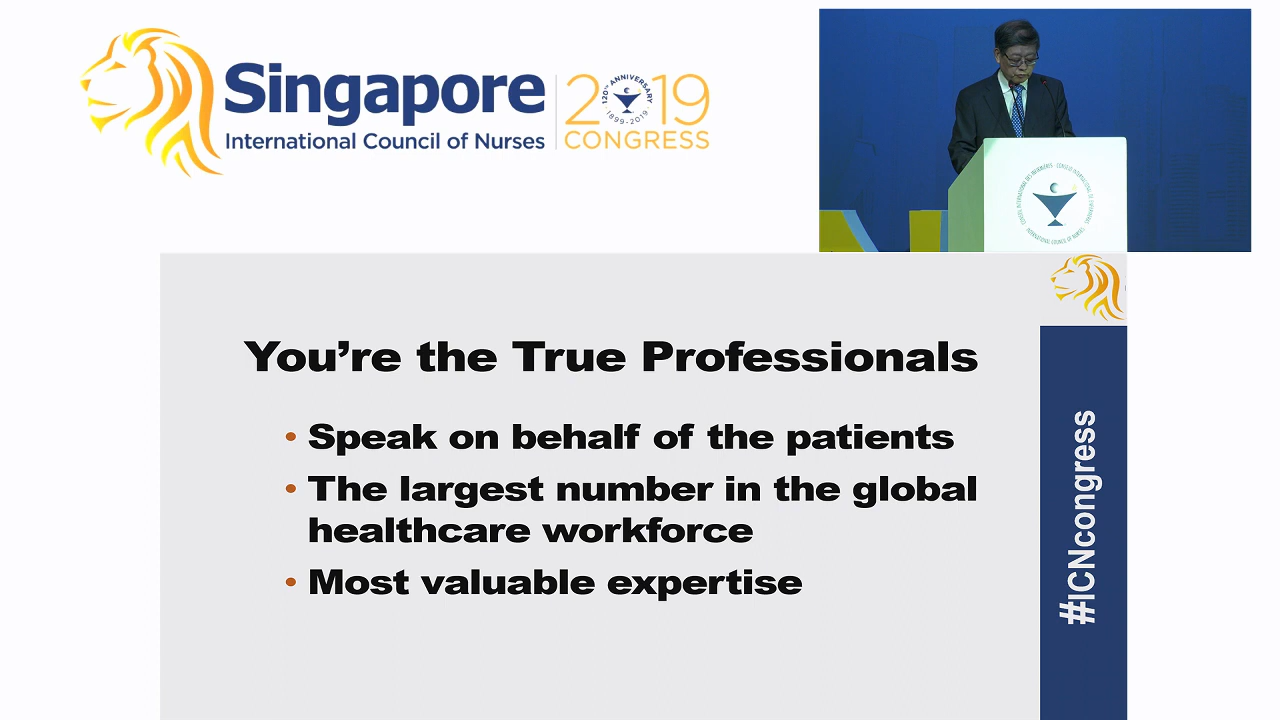 Singapore
International Council of Nurses
2019
CONGRESS
120TH ANNIVERSARY
1899-2019
You're the True Professionals
• Speak on behalf of the patients
• The largest number in the global
healthcare workforce
• Most valuable expertise
#ICNcongress